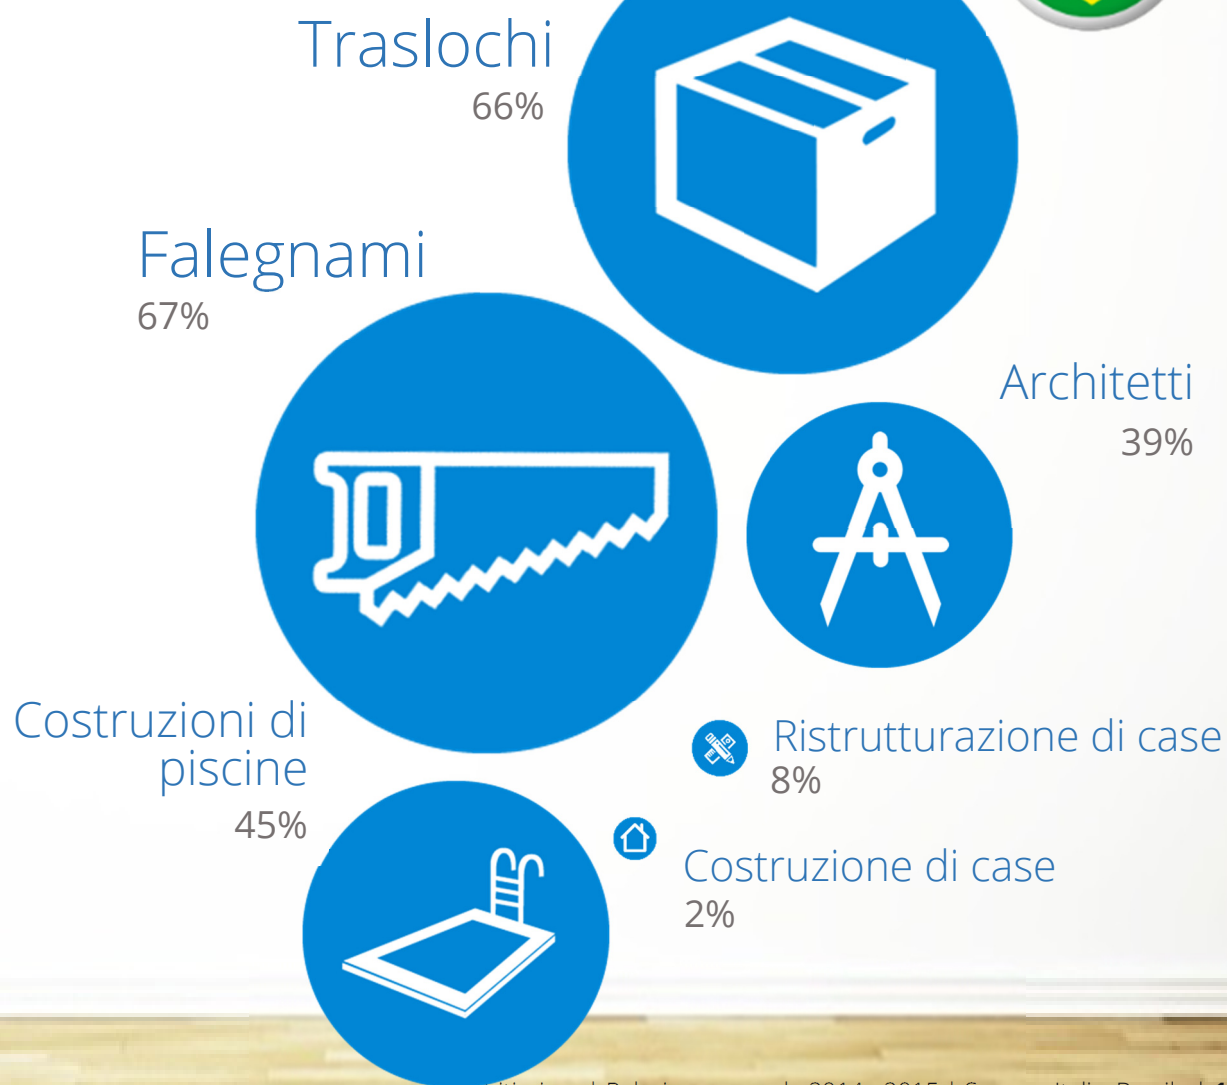 Traslochi
66%
Falegnami
67%
Architetti
39%
Costruzioni di
piscine
45%
Ristrutturazione di case
8%
Costruzione di case
2%